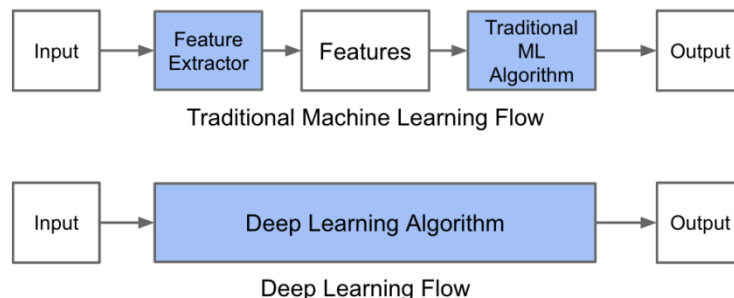 Input
Feature
Extractor
Features
Traditional
ML
Algorithm
Output
Traditional Machine Learning Flow
Input
Deep Learning Algorithm
Output
Deep Learning Flow